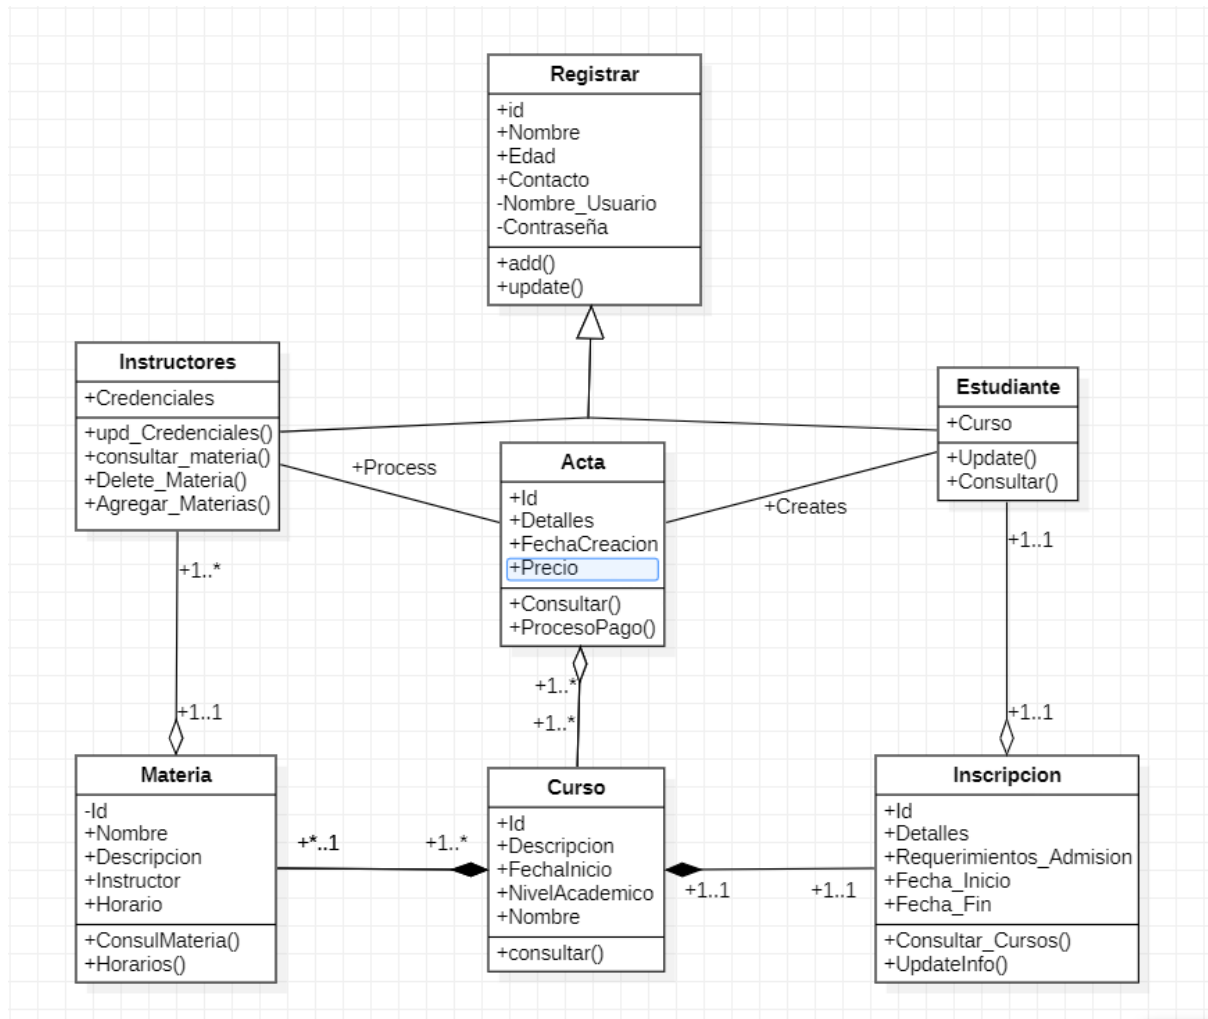 Registrar
+id
+Nombre
+Edad
+Contacto
-Nombre_Usuario
-Contraseña
+add()
+update()
Instructores
+Credenciales
+upd_Credenciales()
+consultar_materia()
+Delete_Materia()
+Agregar_Materias()
Estudiante
+Curso
+Update()
+Consultar()
+Process
+Creates
Acta
+Id
+Detalles
+FechaCreacion
+Precio
+Consultar()
+ProcesoPago()
+1..*
+1..1
+1..*
+1..*
+1..1
+1..1
Materia
-Id
+Nombre
+Descripcion
+Instructor
+Horario
+ConsulMateria()
+Horarios()
+*..1
+1..*
Curso
+Id
+Descripcion
+FechaInicio
+NivelAcademico
+Nombre
+consultar()
+1..1
+1..1
Inscripcion
+Id
+Detalles
+Requerimientos_Admision
+Fecha_Inicio
+Fecha_Fin
+Consultar_Cursos()
+UpdateInfo()